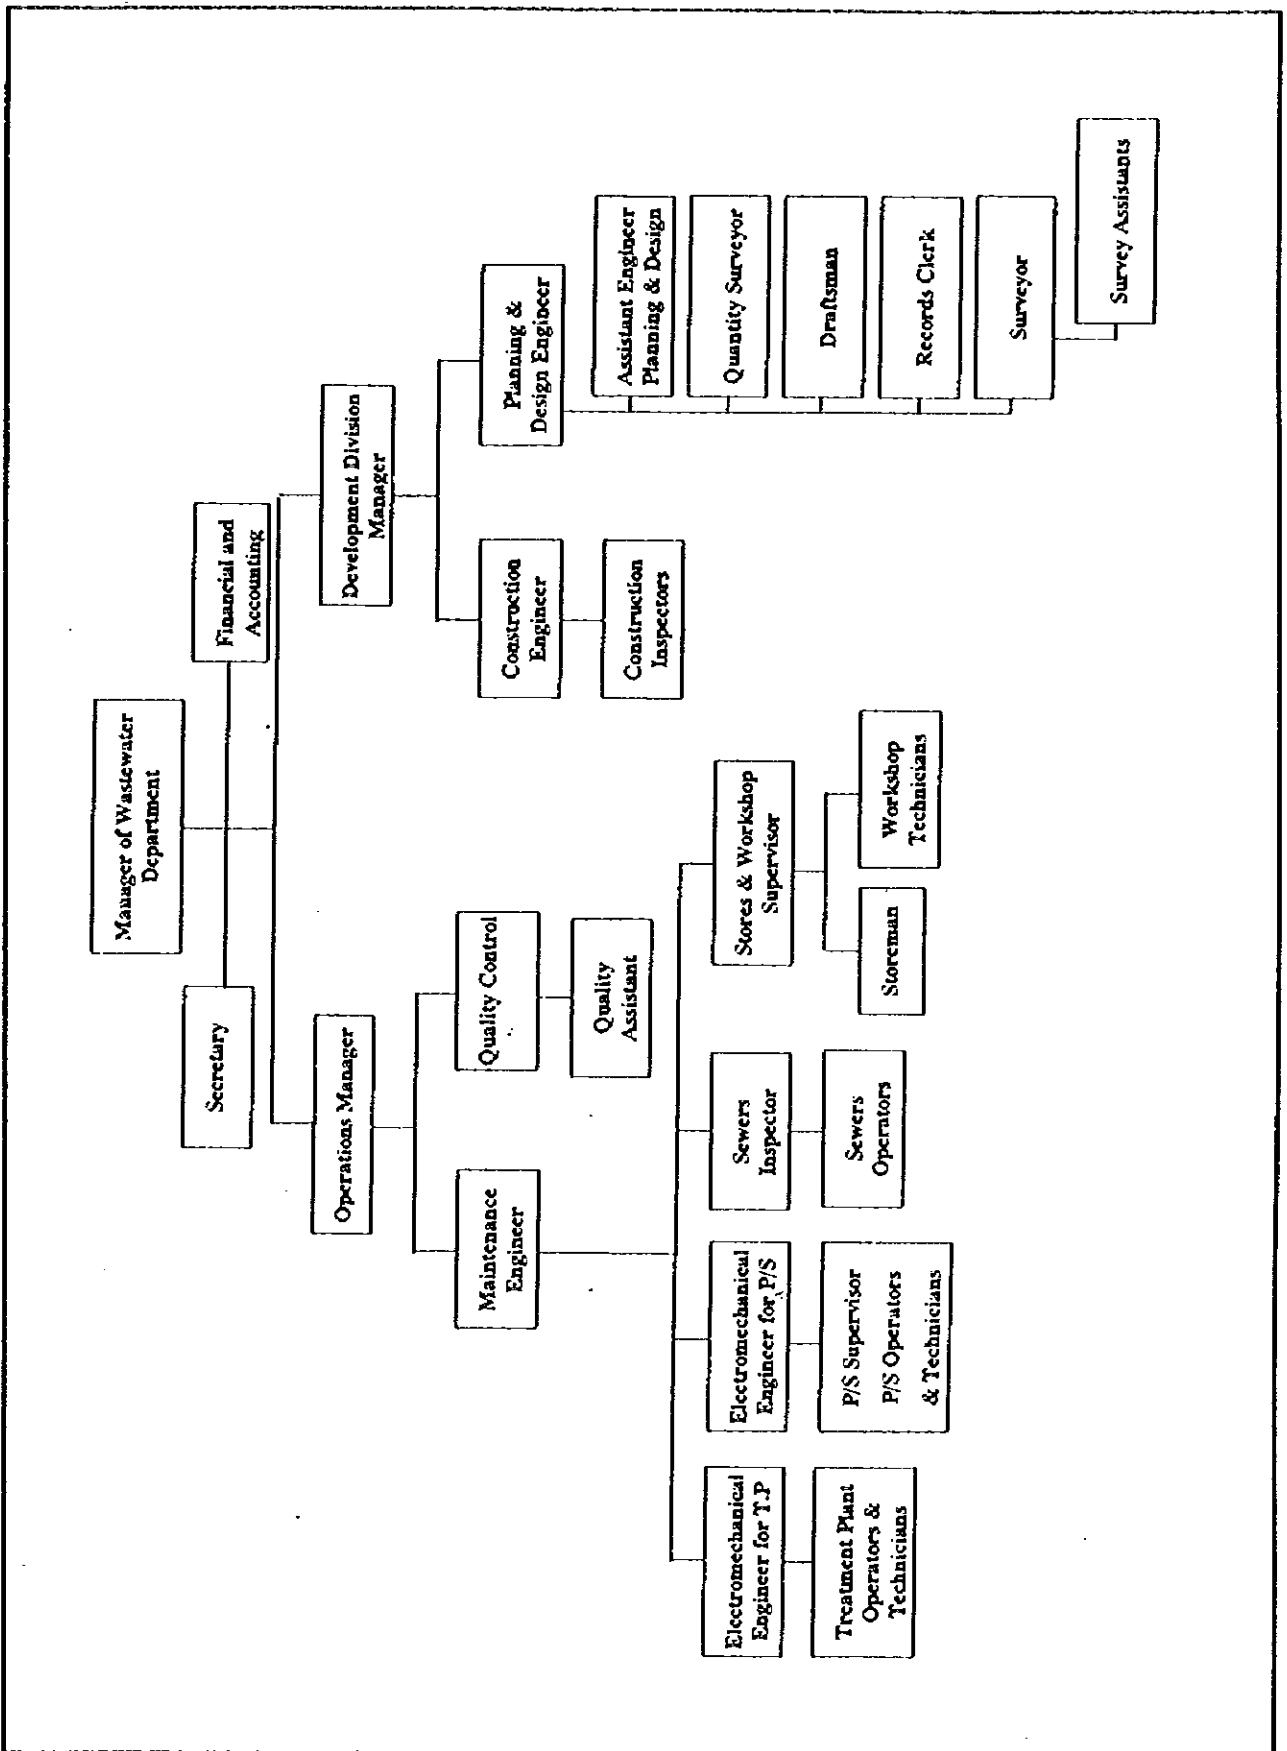 Manager of Wastewater
Department
Secretary
Financial and
Accounting
Operations Manager
Development Division
Manager
Maintenance
Engineer
Quality Control
Construction
Engineer
Planning &
Design Engineer
Quality
Assistant
Construction
Inspectors
Assistant Engineer
Planning & Design
Quantity Surveyor
Draftsman
Records Clerk
Surveyor
Survey Assistants
Electromechanical
Engineer for T.P
Electromechanical
Engineer for P/S
Sewers
Inspector
Stores & Workshop
Supervisor
Treatment Plant
Operators &
Technicians
P/S Supervisor
P/S Operators
& Technicians
Sewers
Operators
Storeman
Workshop
Technicians